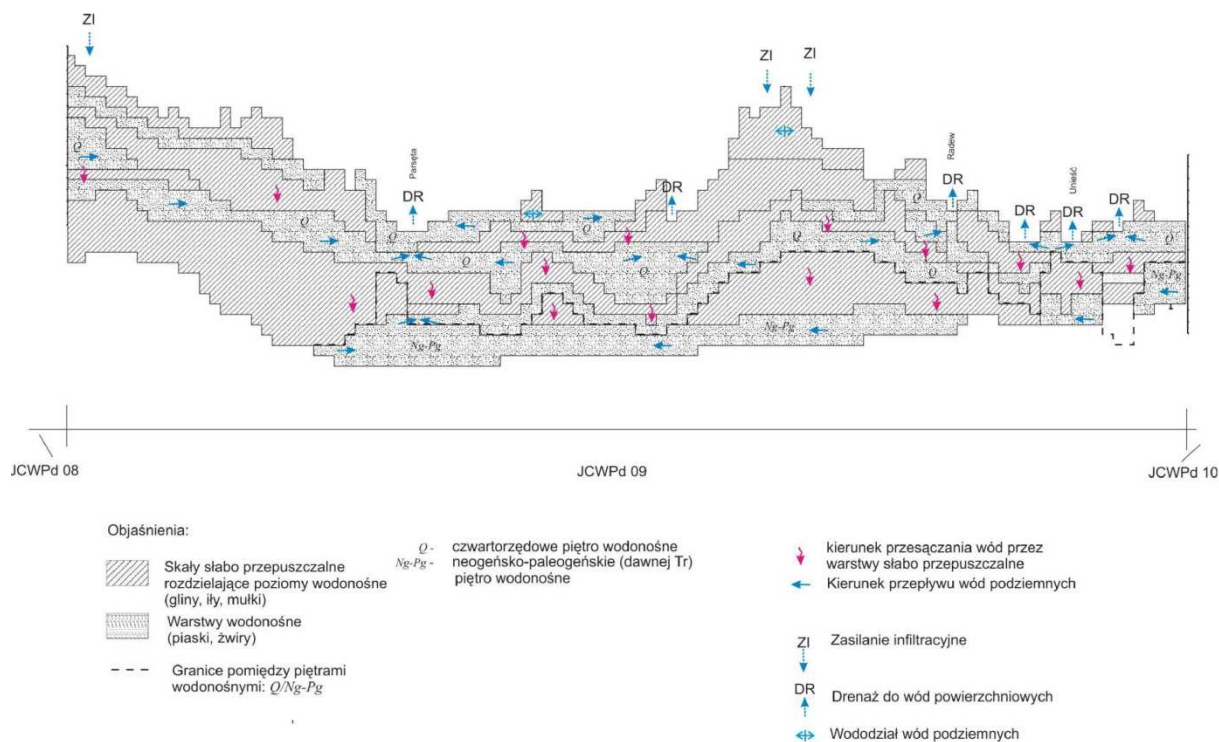 ZI
ZI
ZI
Parsęta
DR
DR
Radew
DR
Unieść
DR
DR
DR
Q
Q
Q
Q
Q
Q
Q
Q
Q
Q
Q
Q
Ng-Pg
Ng-Pg
Ng-Pg
JCWPd 08
JCWPd 09
JCWPd 10
Objaśnienia:
Skały słabo przepuszczalne
rozdzielające poziomy wodonośne
(gliny, iły, mułki)
Warstwy wodonośne
(piaski, żwiry)
Granice pomiędzy piętrami
wodonośnymi: Q/Ng-Pg
Q - czwartorzędowe piętro wodonośne
Ng-Pg - neogeńsko-paleogeńskie (dawnej Tr)
piętro wodonośne
kierunek przesączania wód przez
warstwy słabo przepuszczalne
Kierunek przepływu wód podziemnych
ZI Zasilanie infiltracyjne
DR Drenaż do wód powierzchniowych
Wododział wód podziemnych